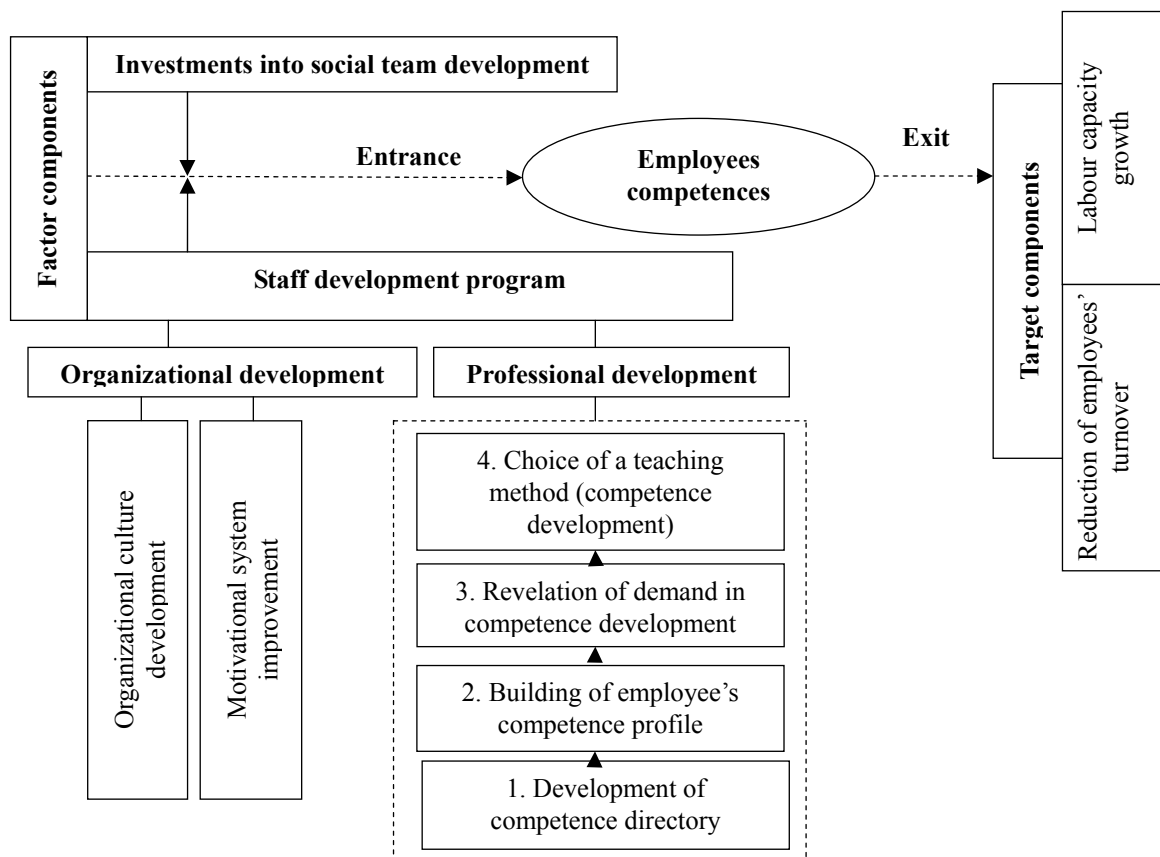 Factor components
Investments into social team development
Entrance
Employees
competences
Exit
Target components
Labour capacity
growth
Reduction of employees’
turnover
Staff development program
Organizational development
Professional development
Organizational culture
development
Motivational system
improvement
4. Choice of a teaching
method (competence
development)
3. Revelation of demand in
competence development
2. Building of employee’s
competence profile
1. Development of
competence directory